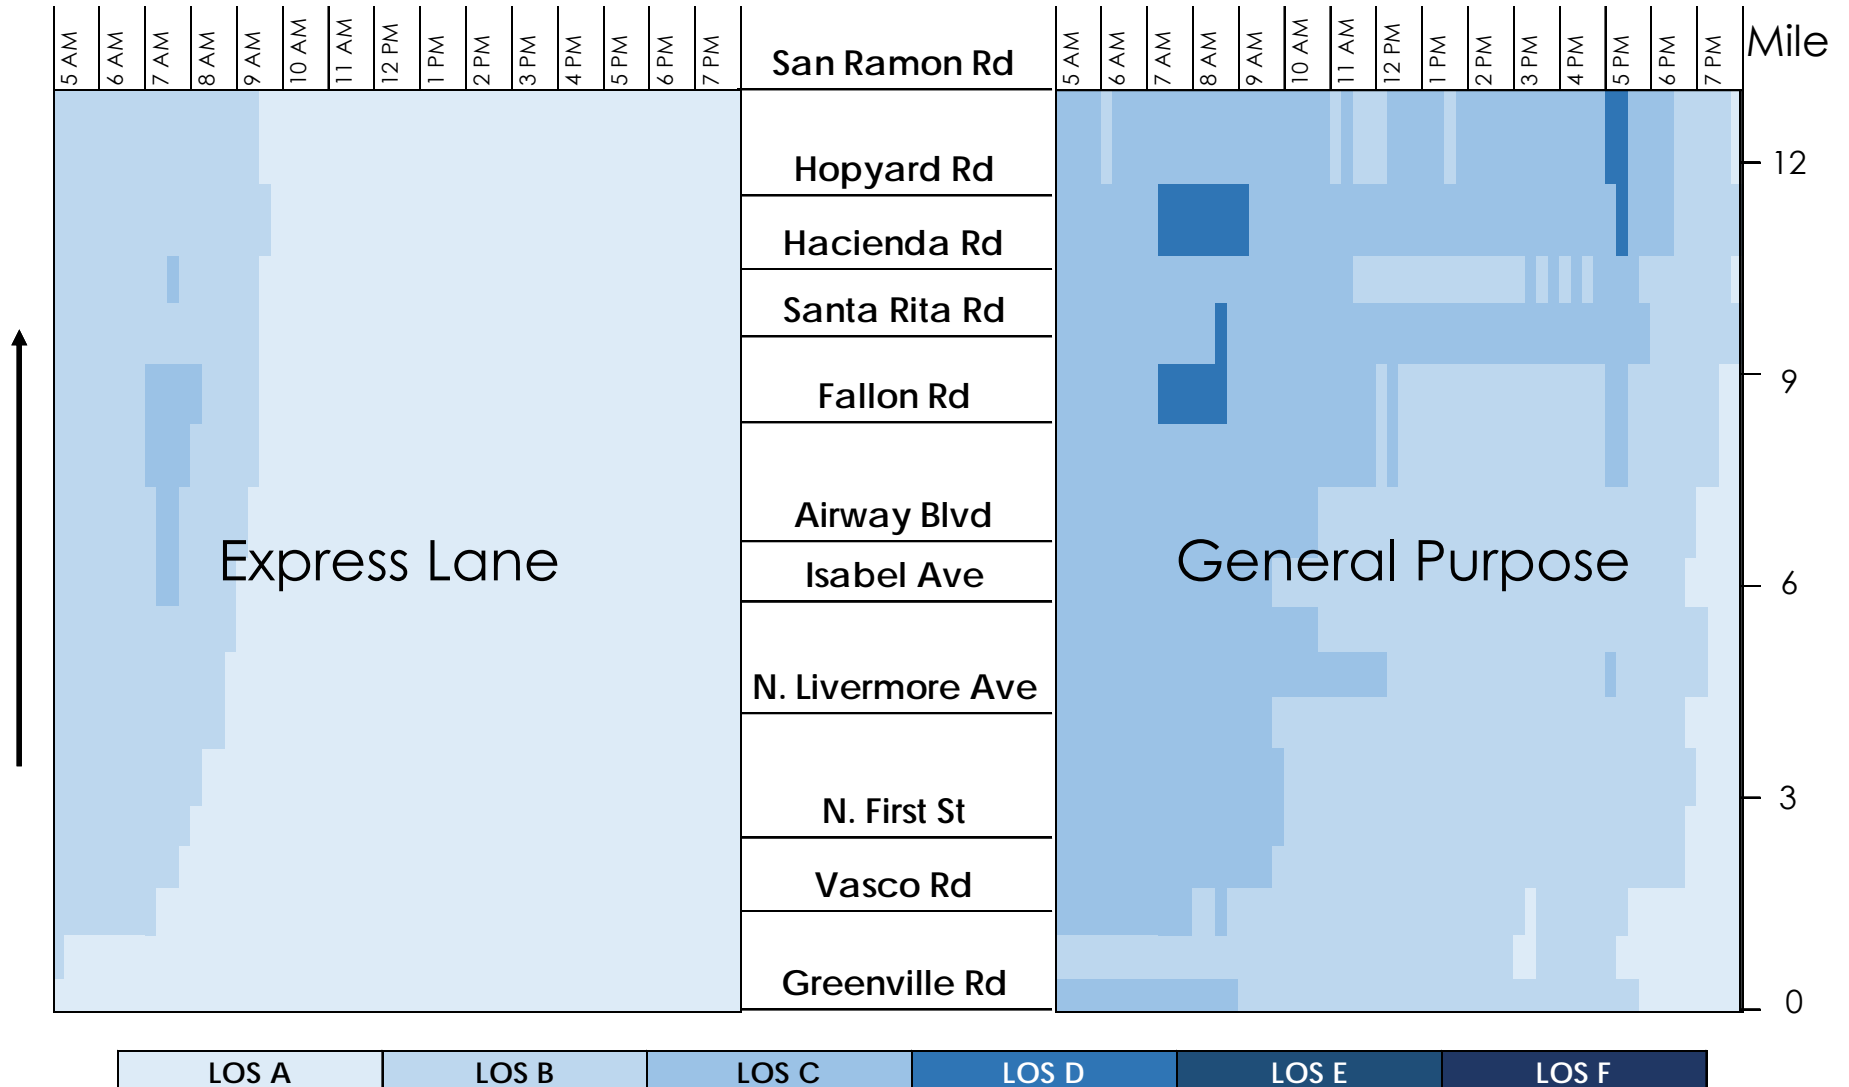 5 AM
6 AM
7 AM
8 AM
9 AM
10 AM
11 AM
12 PM
1 PM
2 PM
3 PM
4 PM
5 PM
6 PM
7 PM
San Ramon Rd
Hopyard Rd
Hacienda Rd
Santa Rita Rd
Fallon Rd
Airway Blvd
Isabel Ave
N. Livermore Ave
N. First St
Vasco Rd
Greenville Rd
5 AM
6 AM
7 AM
8 AM
9 AM
10 AM
11 AM
12 PM
1 PM
2 PM
3 PM
4 PM
5 PM
6 PM
7 PM
Mile
12
9
6
3
0
Express Lane
General Purpose
LOS A
LOS B
LOS C
LOS D
LOS E
LOS F